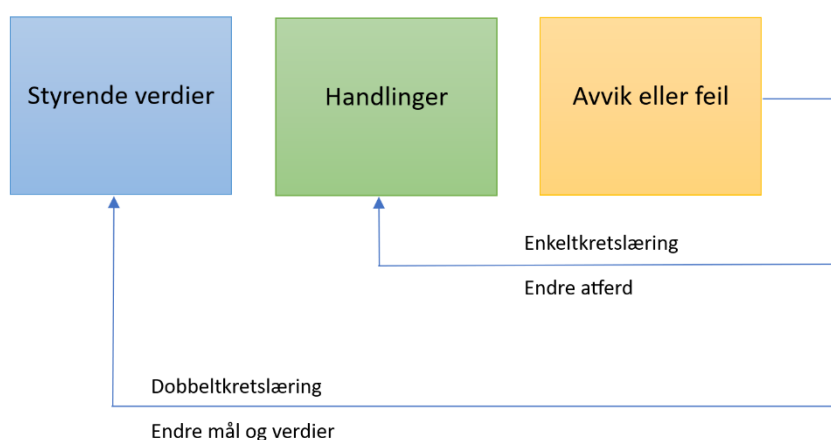 Styrende verdier
Handlinger
Avvik eller feil
Enkeltkretslæring
Endre atferd
Dobbeltkretslæring
Endre mål og verdier